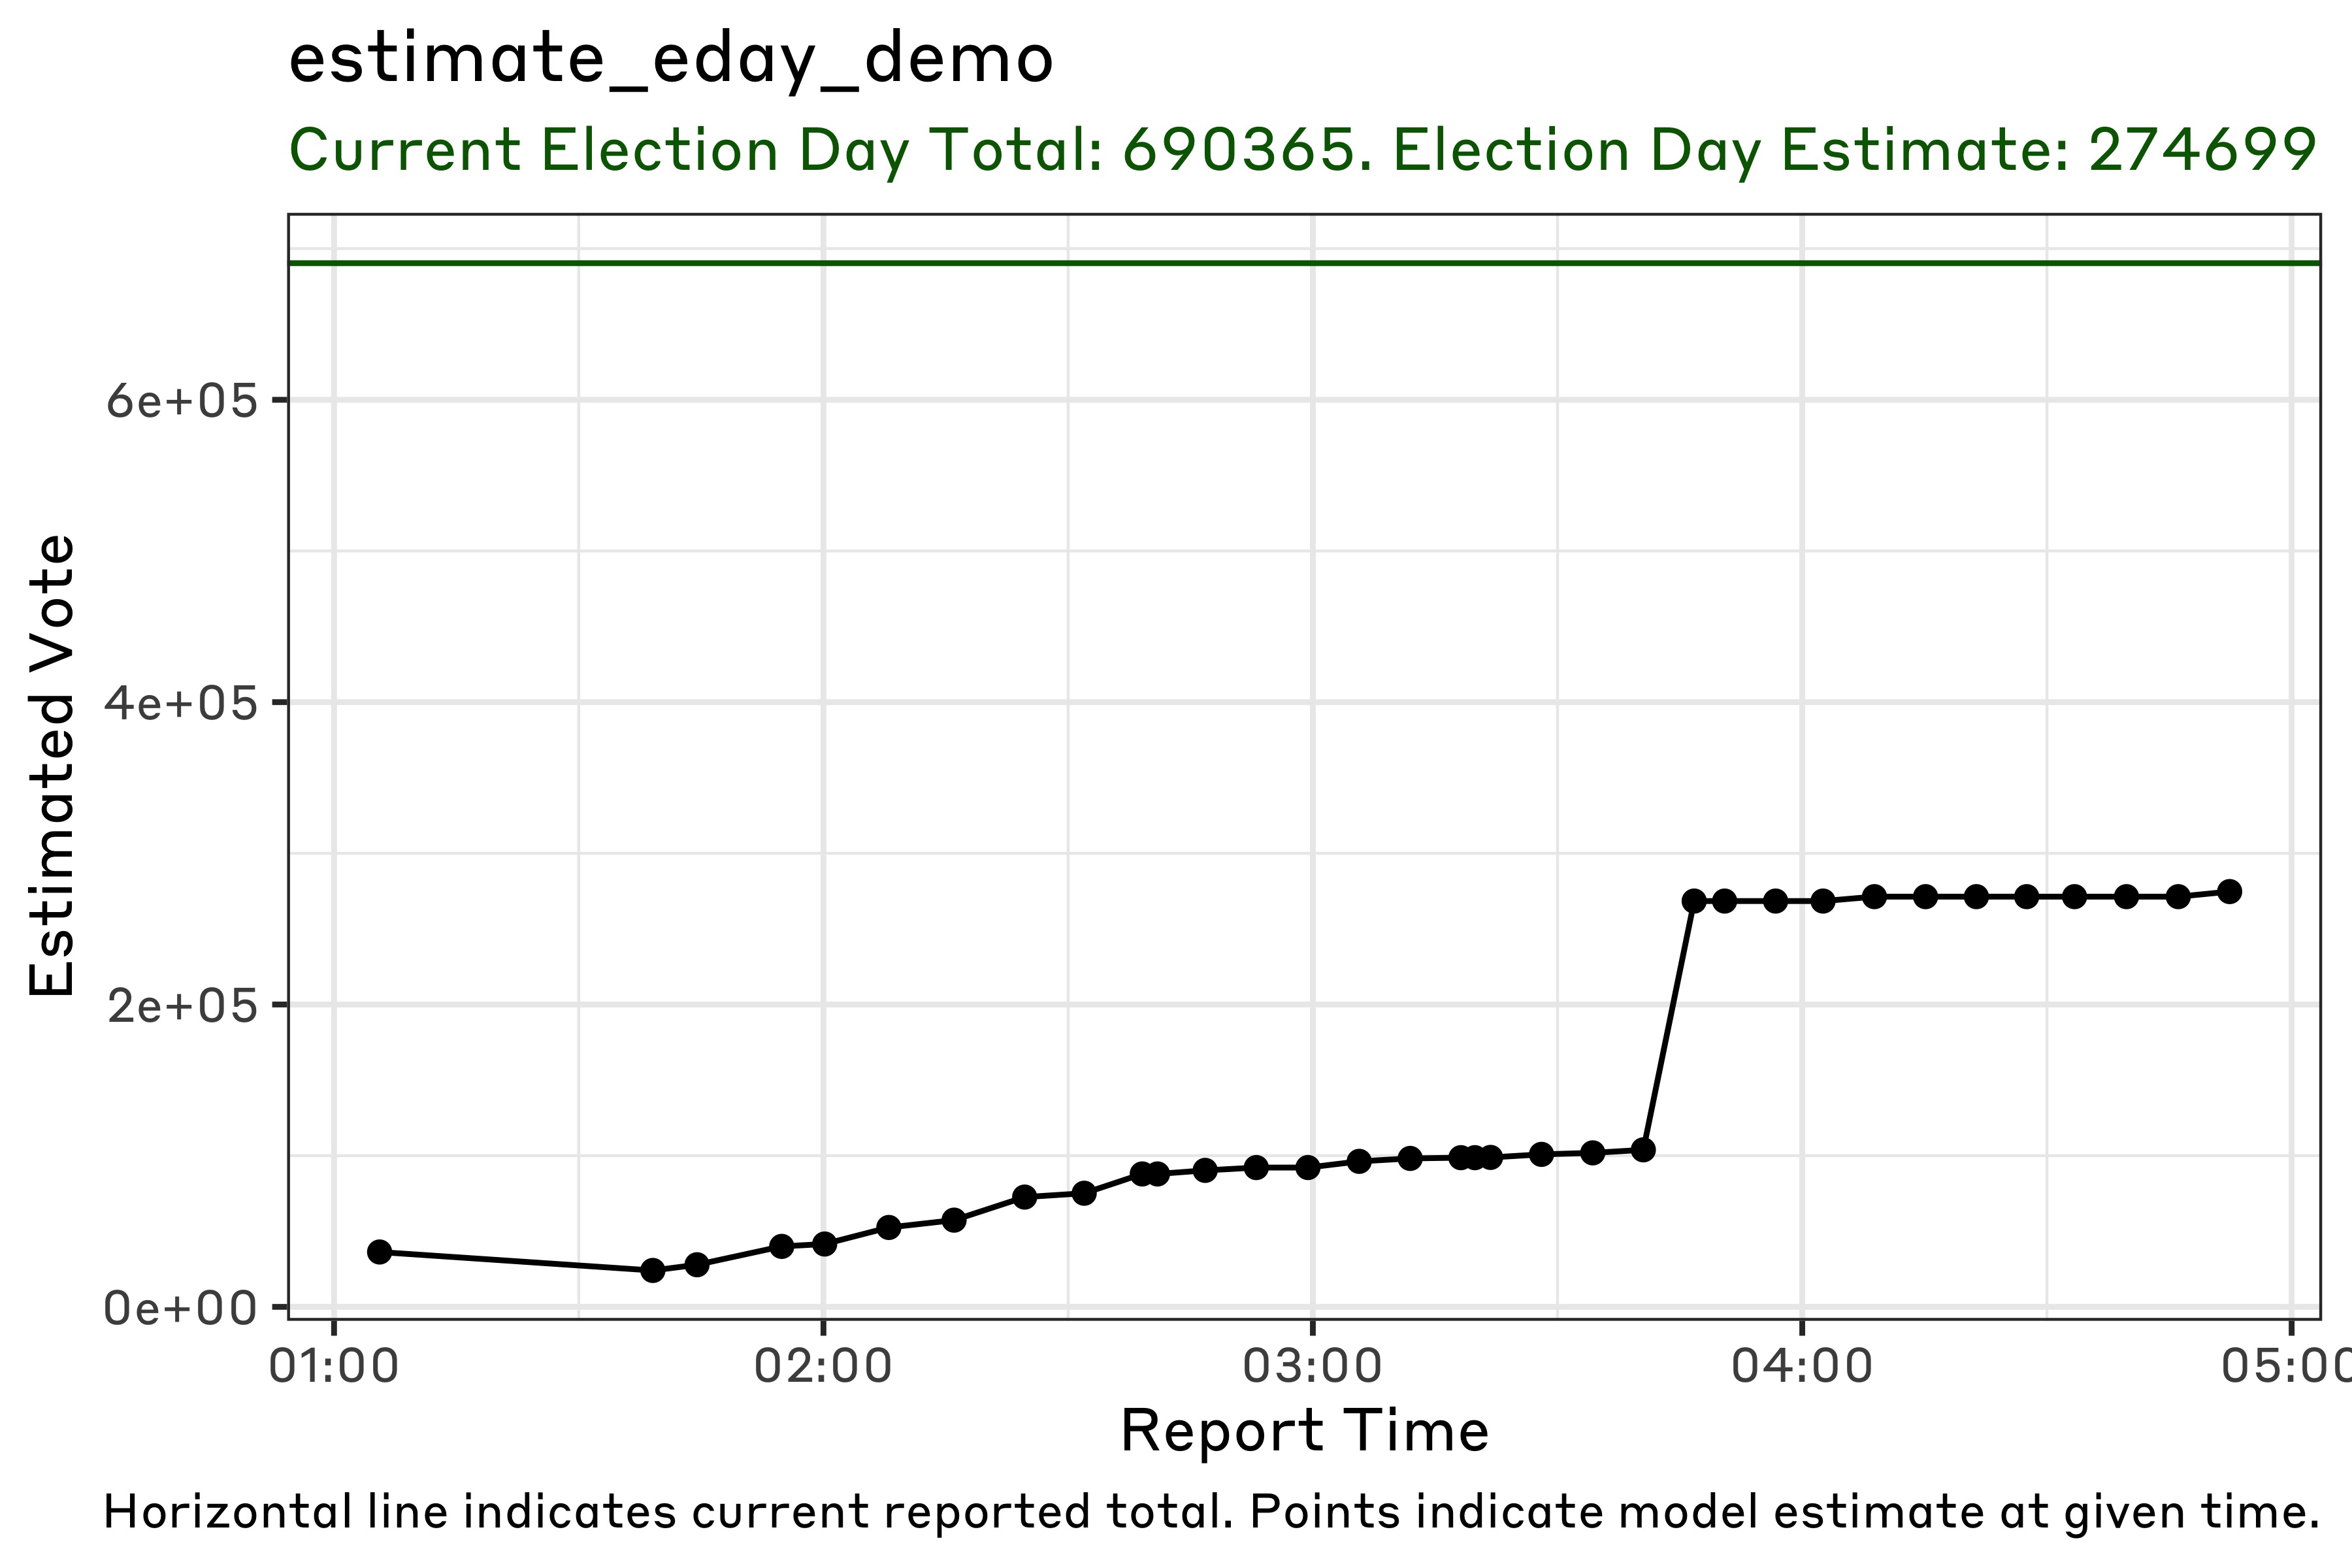 estimate_eday_demo
Current Election Day Total: 690365. Election Day Estimate: 274699
Estimated Vote
6e+05
4e+05
2e+05
0e+00
01:00 02:00 03:00 04:00 05:00
Report Time
Horizontal line indicates current reported total. Points indicate model estimate at given time.